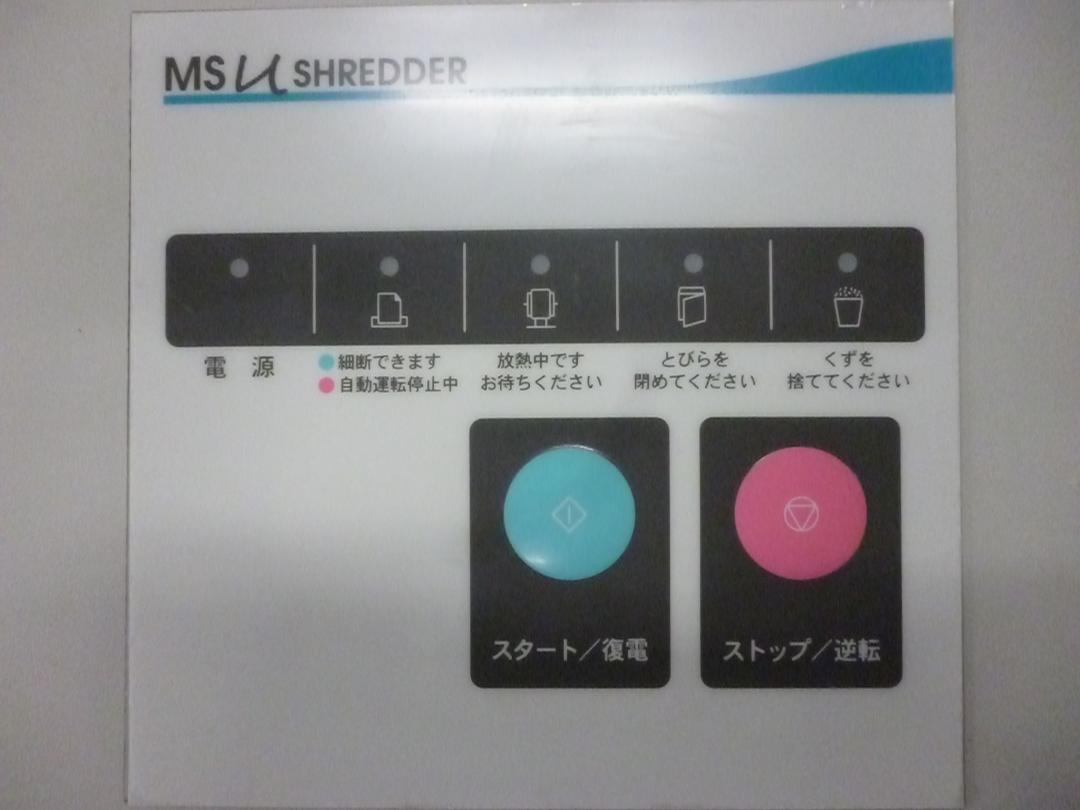 MS U SHREDDER
電源
細断できます
自動運転停止中
放熱中です
お待ちください
とびらを
閉めてください
くずを
捨ててください
スタート／復電
ストップ／逆転